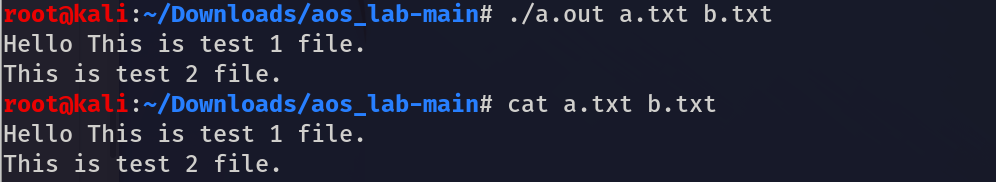 root@kali:~/Downloads/aos_lab-main# ./a.out a.txt b.txt
Hello This is test 1 file.
This is test 2 file.
root@kali:~/Downloads/aos_lab-main# cat a.txt b.txt
Hello This is test 1 file.
This is test 2 file.